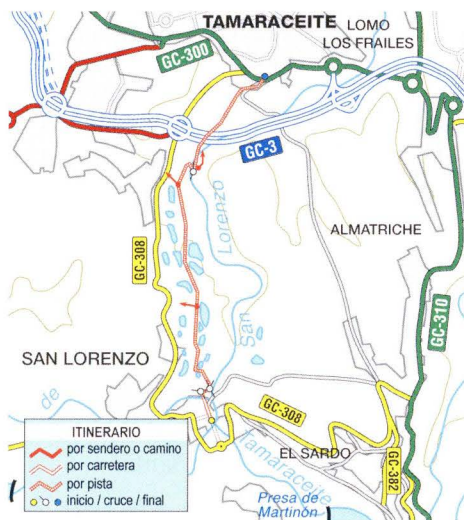 TAMARACEITE
LOMO
LOS FRAILES
GC-300
GC-3
Lorenzo
San
ALMATRICHE
GC-308
GC-310
SAN LORENZO
de
GC-308
EL SARDO
Tamaraceite
GC-382
Presa de
Martinón
ITINERARIO
por sendero o camino
por carretera
por pista
inicio / cruce / final